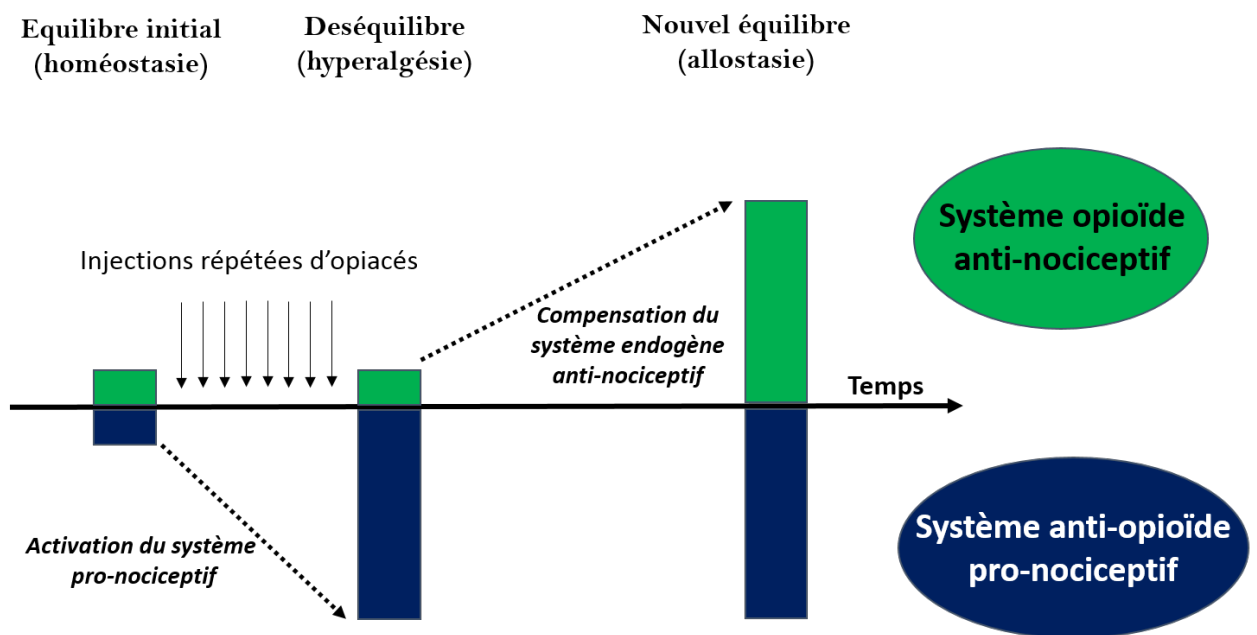 Equilibre initial
(homéostasie)
Deséquilibre
(hyperalgésie)
Nouvel équilibre
(allostasie)
Système opioïde
anti-nociceptif
Injections répétées d’opiacés
Compensation du
système endogène
anti-nociceptif
Temps
Activation du système
pro-nociceptif
Système anti-opioïde
pro-nociceptif